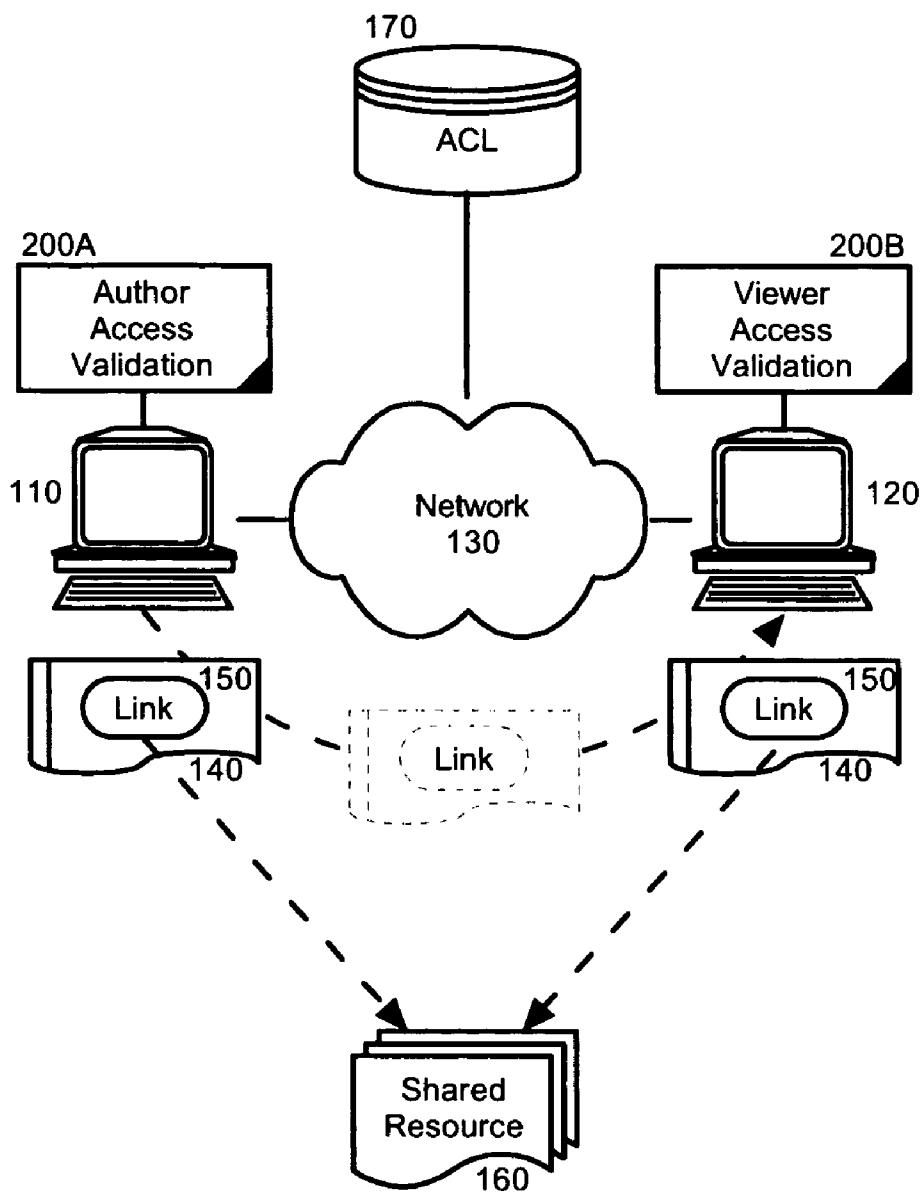 170
ACL
200A
Author
Access
Validation
200B
Viewer
Access
Validation
110
Network
130
120
150
Link
140
Link
150
Link
140
Shared
Resource
160